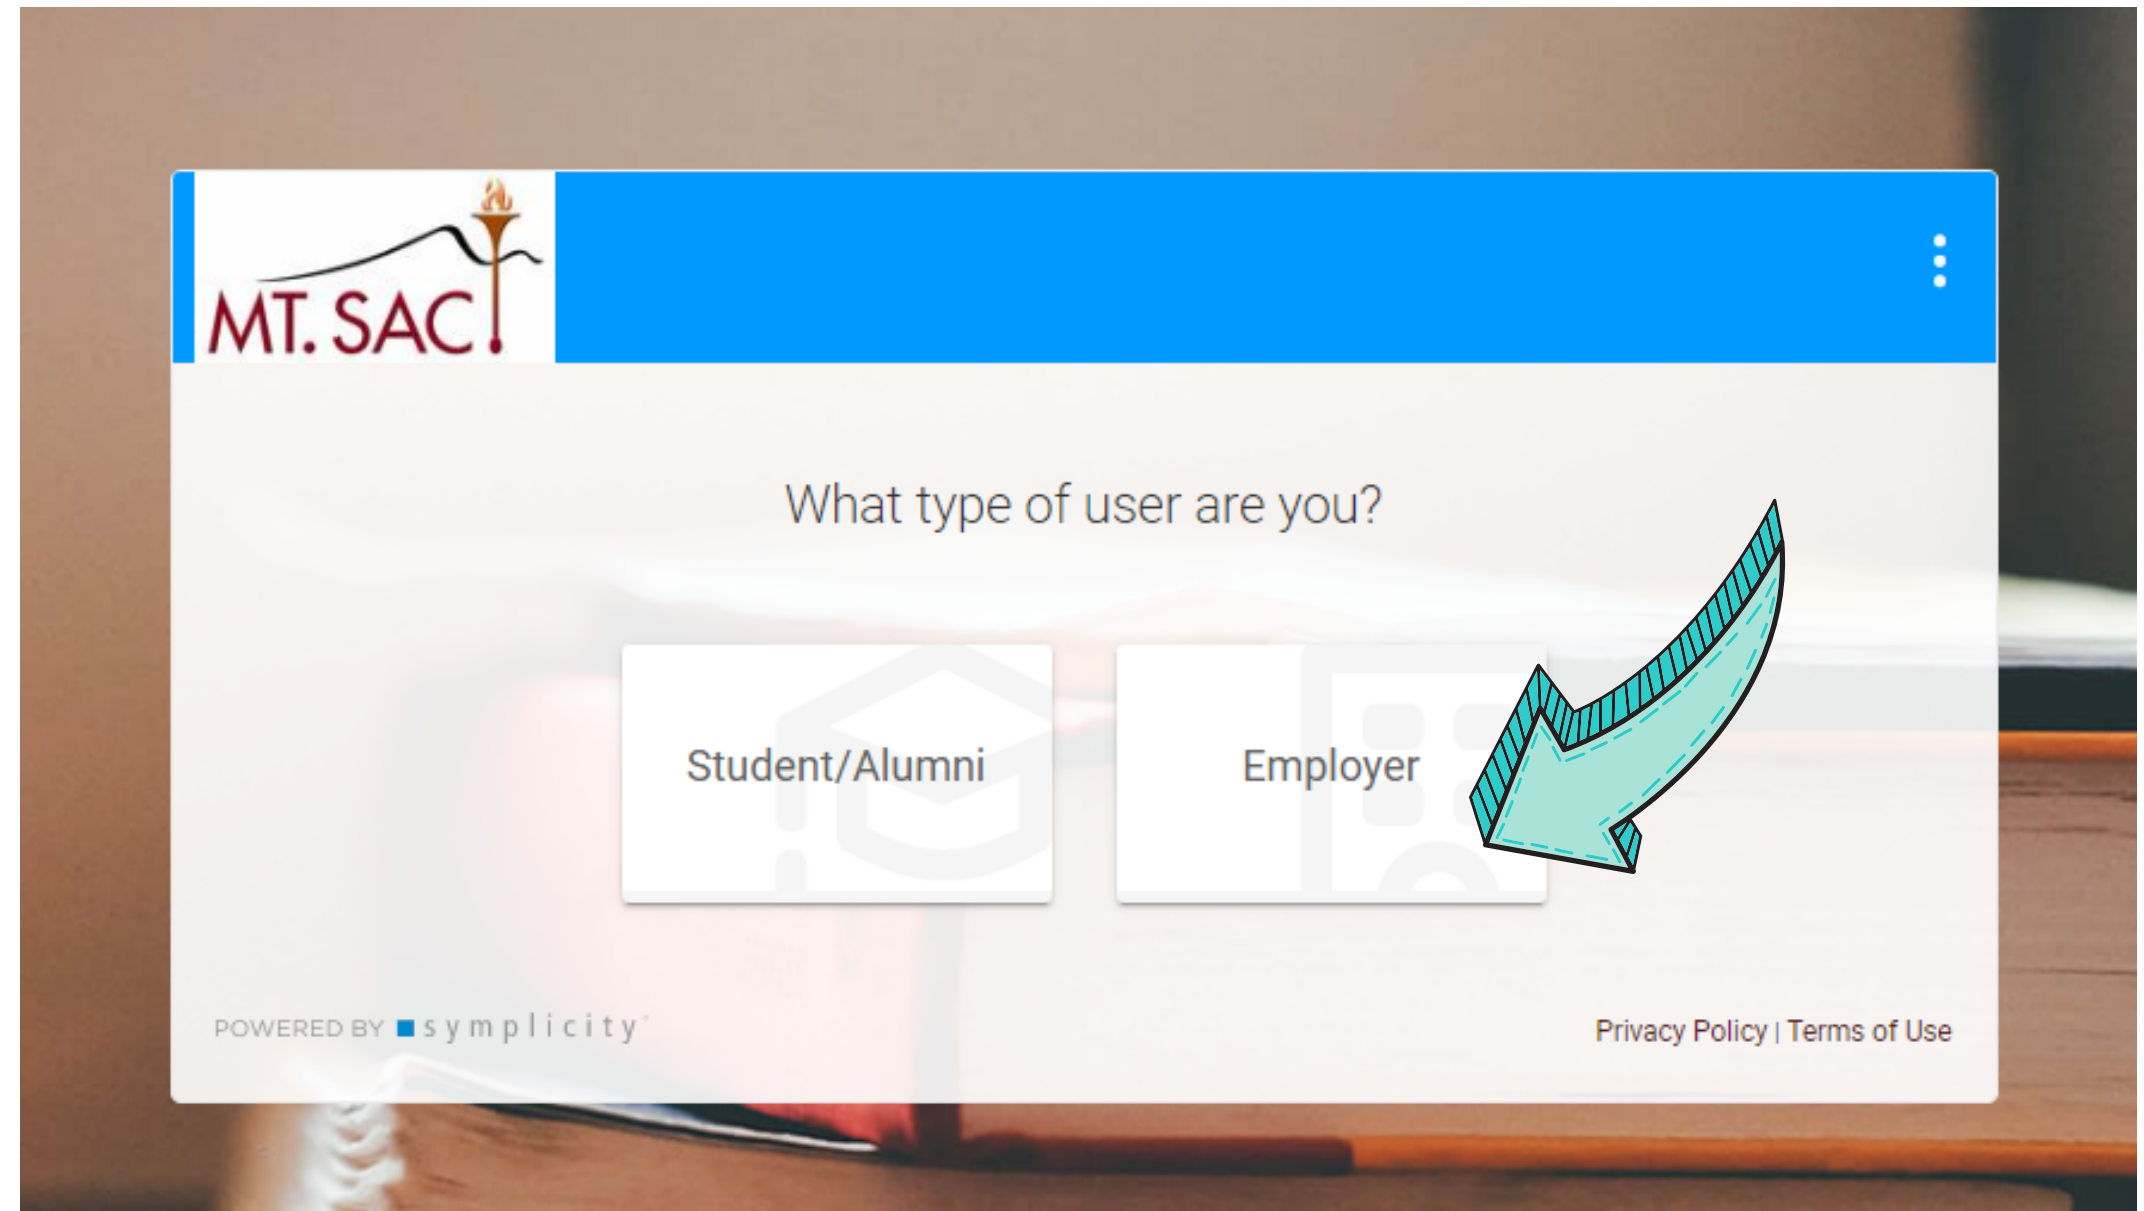 MT. SAC
What type of user are you?
Student/Alumni
Employer
POWERED BY symplicity
Privacy Policy | Terms of Use